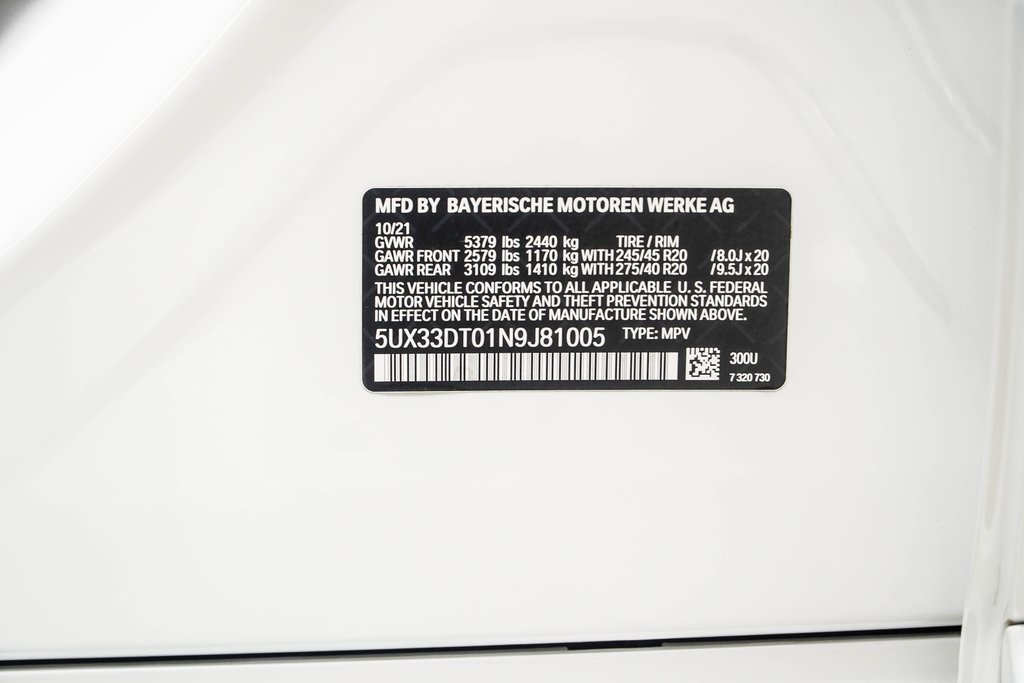 MFD BY BAYERISCHE MOTOREN WERKE AG
10/21
GVWR 5379 lbs 2440 kg TIRE / RIM
GAWR FRONT 2579 lbs 1170 kg WITH 245/45 R20 /8.0J x 20
GAWR REAR 3109 lbs 1410 kg WITH 275/40 R20 /9.5J x 20
THIS VEHICLE CONFORMS TO ALL APPLICABLE U. S. FEDERAL
MOTOR VEHICLE SAFETY AND THEFT PREVENTION STANDARDS
IN EFFECT ON THE DATE OF MANUFACTURE SHOWN ABOVE.
5UX33DT01N9J81005 TYPE: MPV
300U
7 320 730